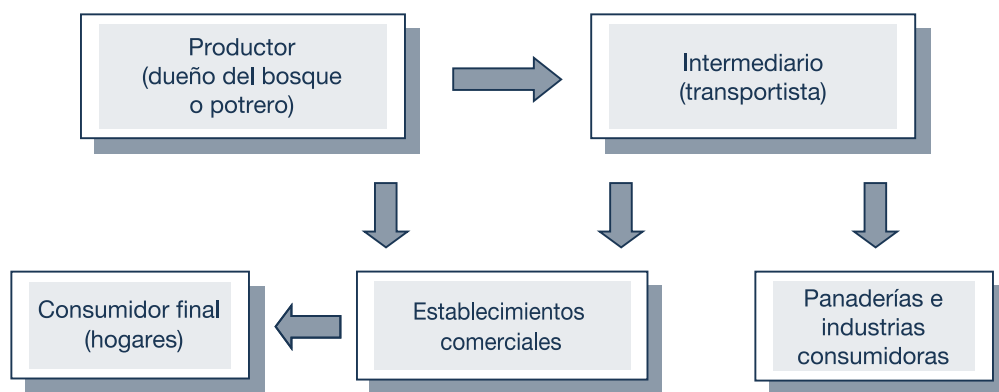 Productor
(dueño del bosque
o potrero)
Intermediario
(transportista)
Consumidor final
(hogares)
Establecimientos
comerciales
Panaderías e
industrias
consumidoras